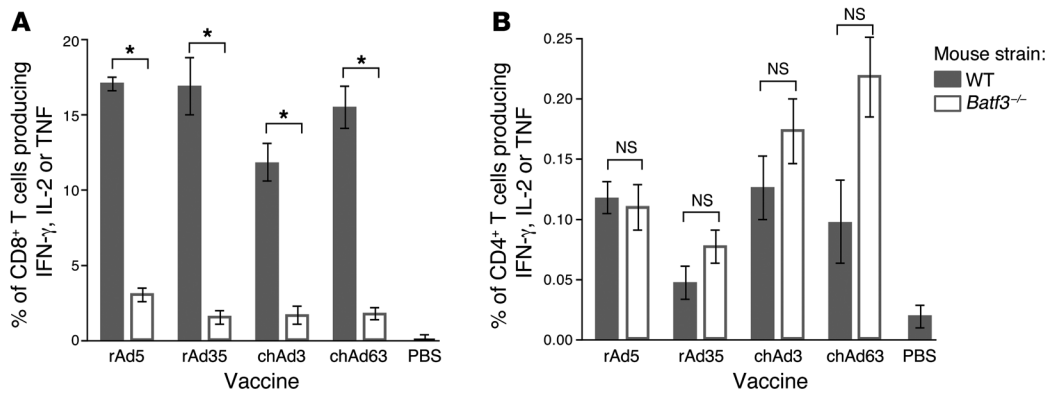 A
% of CD8+ T cells producing
IFN-γ, IL-2 or TNF
20
15
10
5
0
*
*
*
*
rAd5
rAd35
chAd3
chAd63
PBS
Vaccine
B
% of CD4+ T cells producing
IFN-γ, IL-2 or TNF
0.25
0.20
0.15
0.10
0.05
0.00
NS
NS
NS
NS
rAd5
rAd35
chAd3
chAd63
PBS
Vaccine
Mouse strain:
WT
Batf3–/–